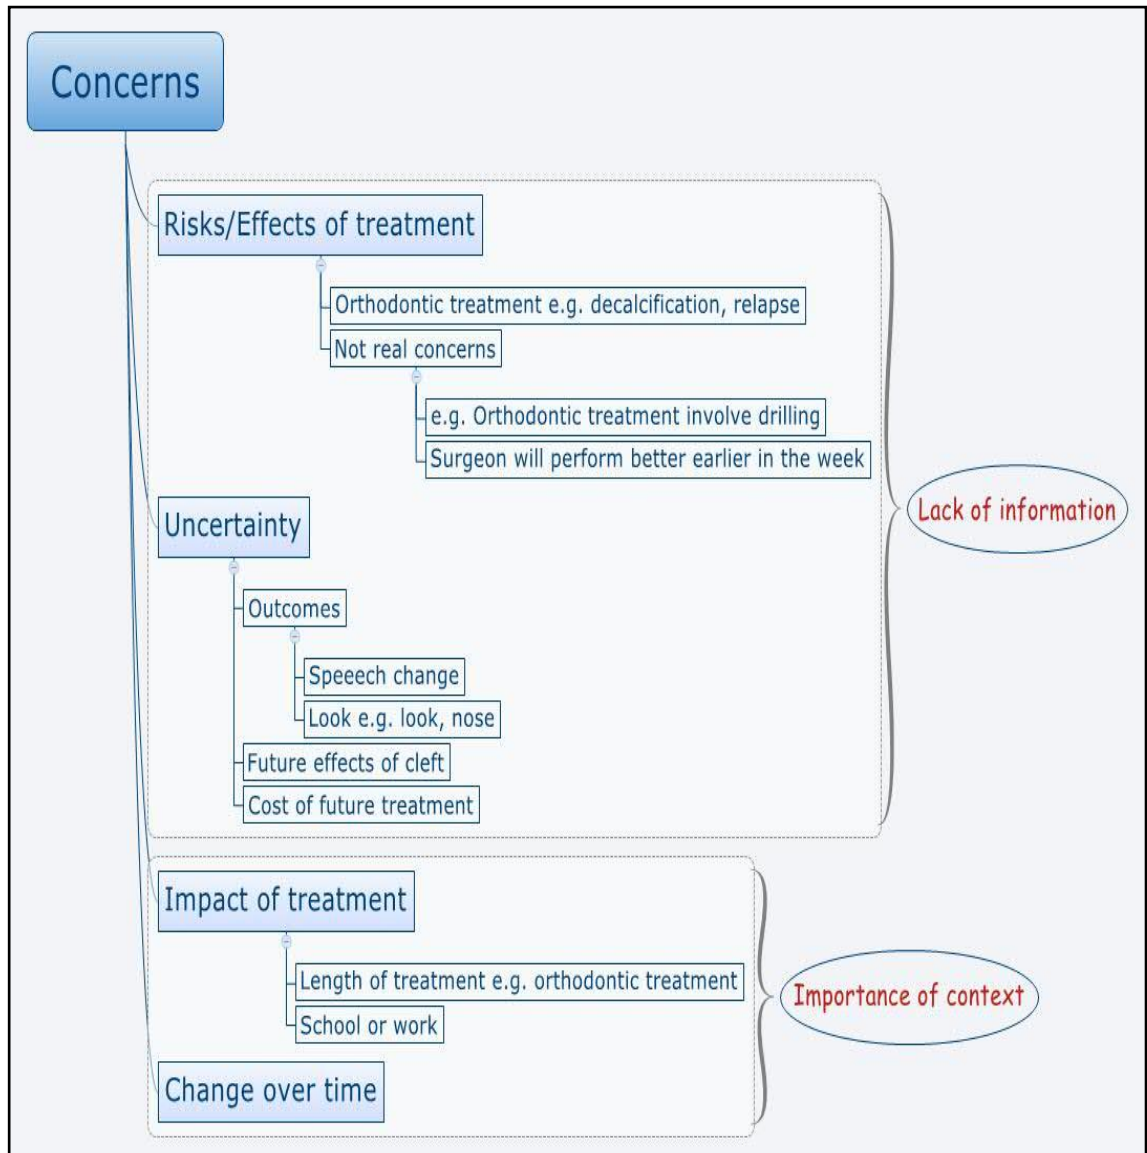 Concerns
Risks/Effects of treatment
Orthodontic treatment e.g. decalcification, relapse
Not real concerns
e.g. Orthodontic treatment involve drilling
Surgeon will perform better earlier in the week
Lack of information
Uncertainty
Outcomes
Speeech change
Look e.g. look, nose
Future effects of cleft
Cost of future treatment
Impact of treatment
Length of treatment e.g. orthodontic treatment
Importance of context
School or work
Change over time